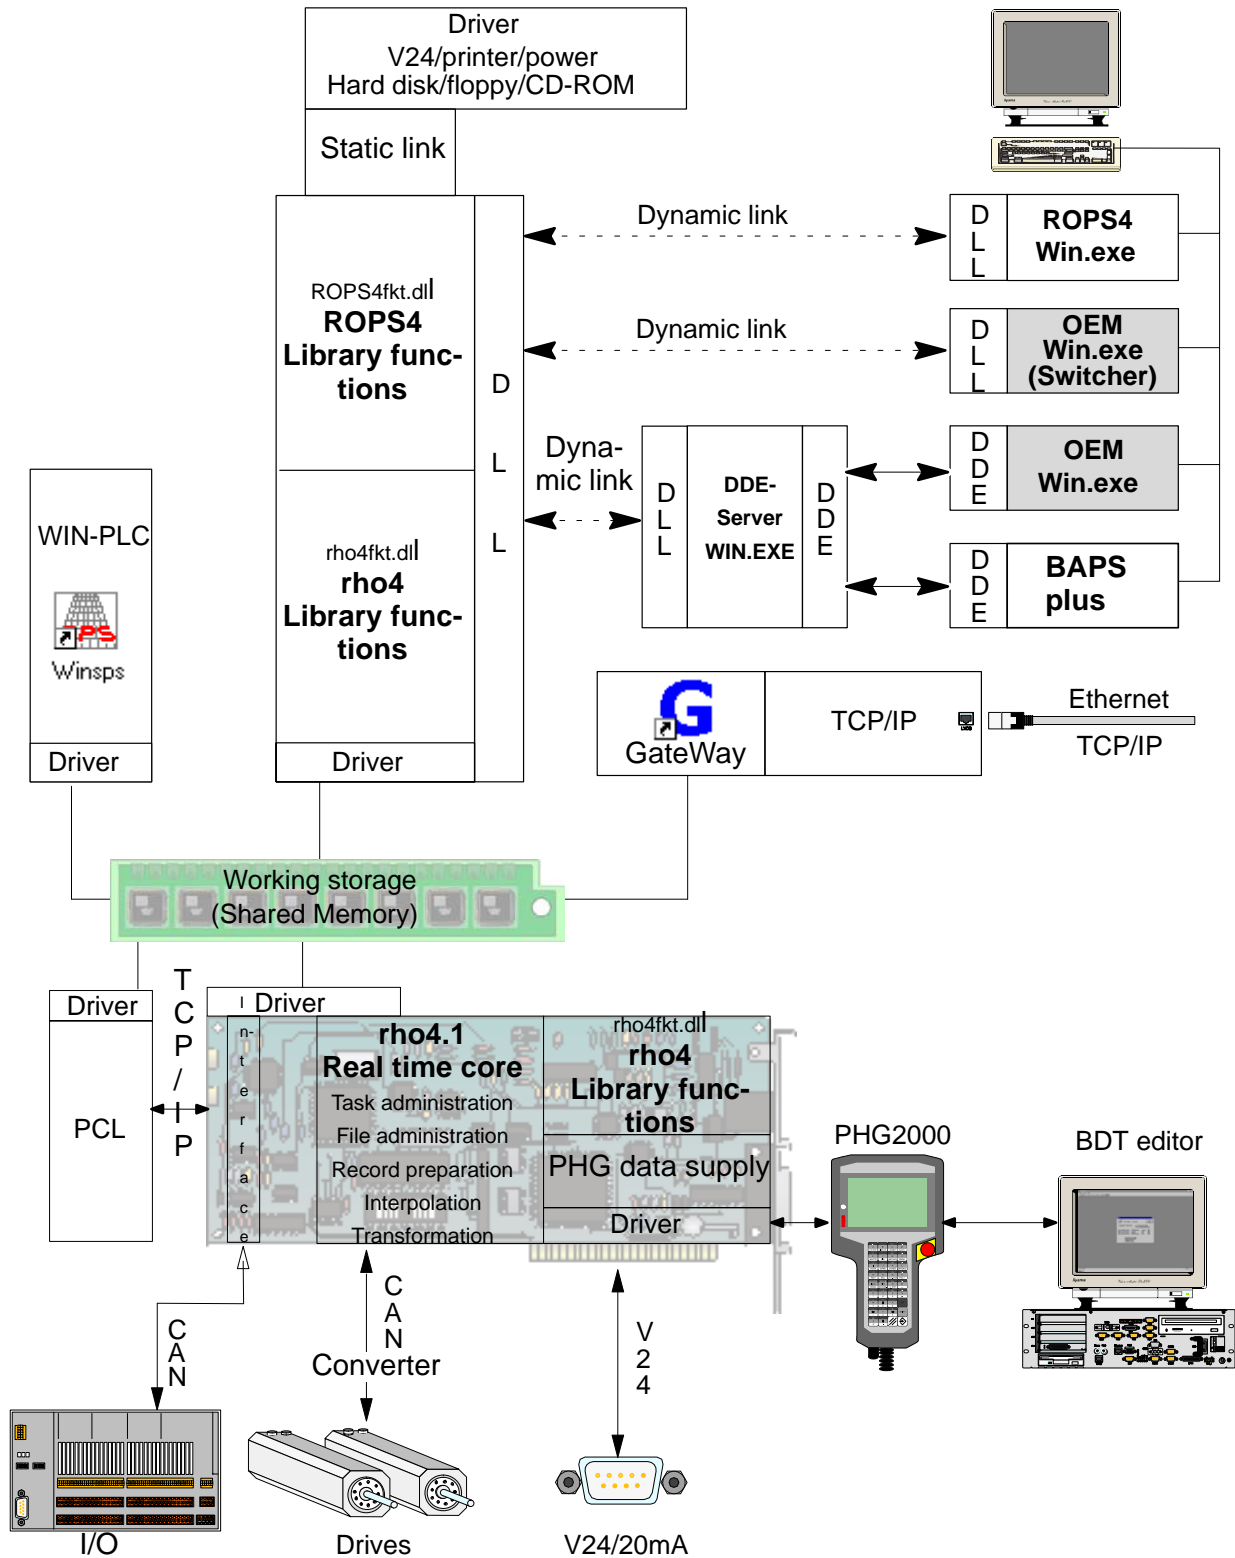 Driver
V24/printer/power
Hard disk/floppy/CD-ROM
Static link
Dynamic link
D
L
L
ROPS4
Win.exe
ROPS4fkt.dll
ROPS4
Library func-
tions
Dynamic link
D
L
L
OEM
Win.exe
(Switcher)
D
L
L
Dyna-
mic link
D
L
L
DDE-
Server
WIN.EXE
D
D
E
D
D
E
OEM
Win.exe
D
D
E
BAPS
plus
WIN-PLC
Winsps
Driver
rho4fkt.dll
rho4
Library func-
tions
Driver
G
GateWay
TCP/IP
Ethernet
TCP/IP
Working storage
(Shared Memory)
T
C
P
/
I
P
Driver
PCL
I
n-
t
e
r
f
a
c
e
Driver
rho4.1
Real time core
Task administration
File administration
Record preparation
Interpolation
Transformation
rho4fkt.dll
rho4
Library func-
tions
PHG data supply
Driver
PHG2000
BDT editor
C
A
N
C
A
N
Converter
V
2
4
I/O
Drives
V24/20mA